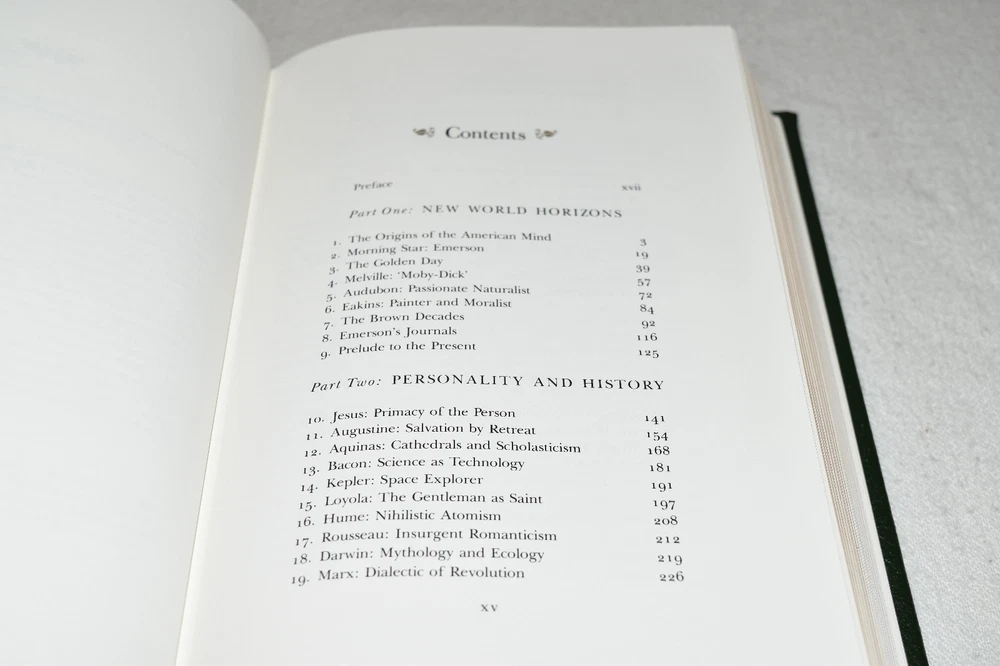 Contents
Preface xvii
Part One: NEW WORLD HORIZONS
1. The Origins of the American Mind 3
2. Morning Star: Emerson 19
3. The Golden Day 39
4. Melville: 'Moby-Dick' 57
5. Audubon: Passionate Naturalist 72
6. Eakins: Painter and Moralist 84
7. The Brown Decades 92
8. Emerson's Journals 116
9. Prelude to the Present 125
Part Two: PERSONALITY AND HISTORY
10. Jesus: Primacy of the Person 141
11. Augustine: Salvation by Retreat 154
12. Aquinas: Cathedrals and Scholasticism 168
13. Bacon: Science as Technology 181
14. Kepler: Space Explorer 191
15. Loyola: The Gentleman as Saint 197
16. Hume: Nihilistic Atomism 208
17. Rousseau: Insurgent Romanticism 212
18. Darwin: Mythology and Ecology 219
19. Marx: Dialectic of Revolution 226
xv